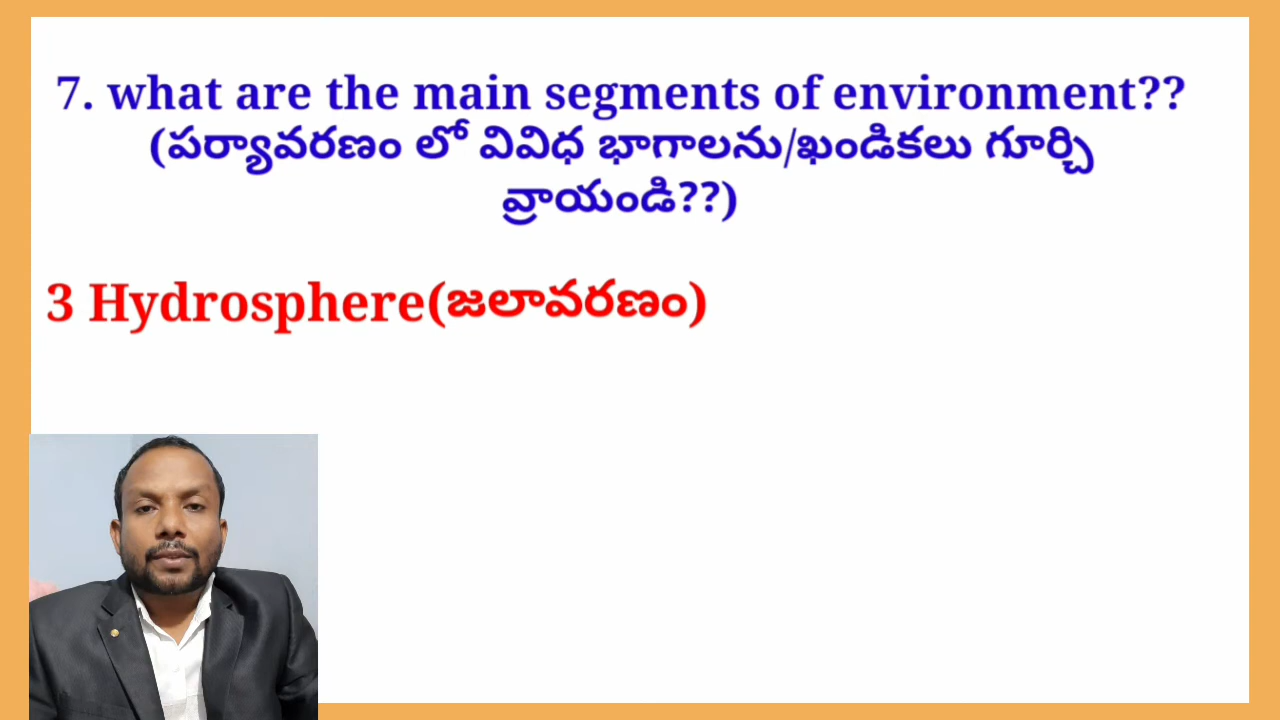 7. what are the main segments of environment??
(పర్యావరణం లో వివిధ భాగాలను/ఖండికలు గూర్చి
వ్రాయండి??)
3 Hydrosphere(జలావరణం)